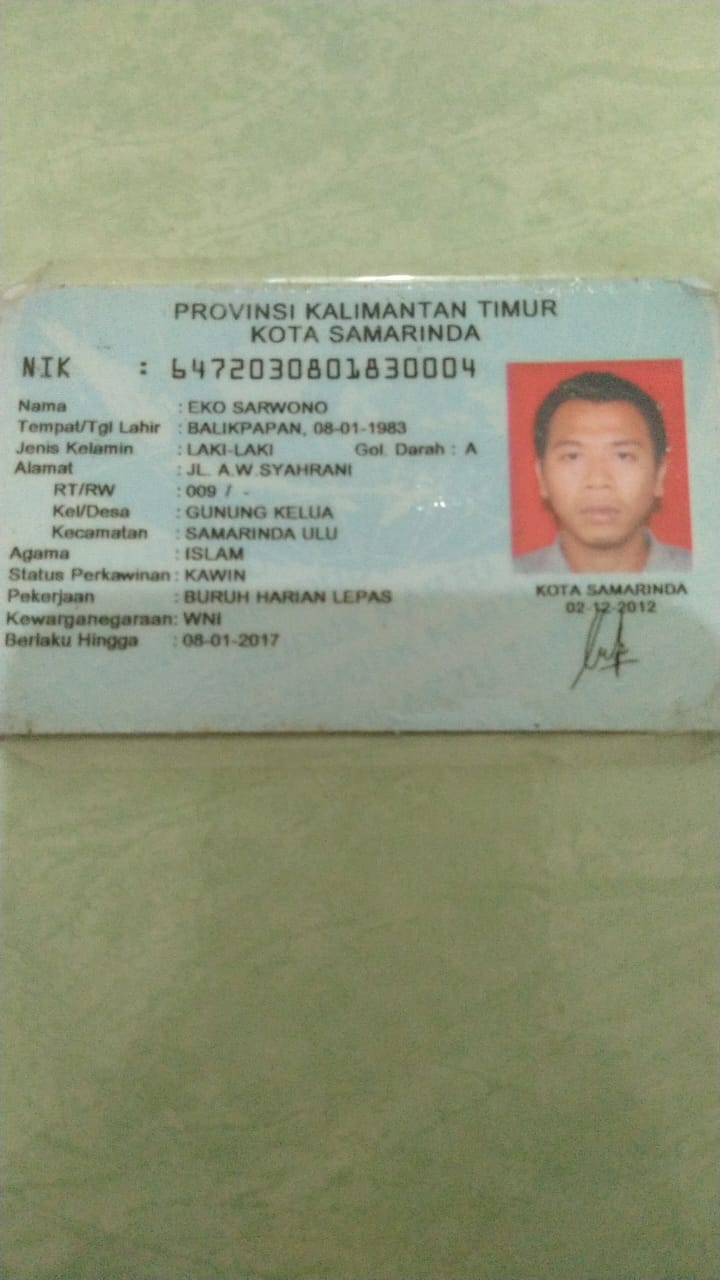 PROVINSI KALIMANTAN TIMUR
KOTA SAMARINDA
NIK : 6472030801830004
Nama : EKO SARWONO
Tempat/Tgl Lahir : BALIKPAPAN, 08-01-1983
Jenis Kelamin : LAKI-LAKI Gol. Darah : A
Alamat : JL. A.W.SYAHRANI
RT/RW : 009 / -
Kel/Desa : GUNUNG KELUA
Kecamatan : SAMARINDA ULU
Agama : ISLAM
Status Perkawinan : KAWIN
Pekerjaan : BURUH HARIAN LEPAS
Kewarganegaraan: WNI
Berlaku Hingga : 08-01-2017
KOTA SAMARINDA
02-12-2012